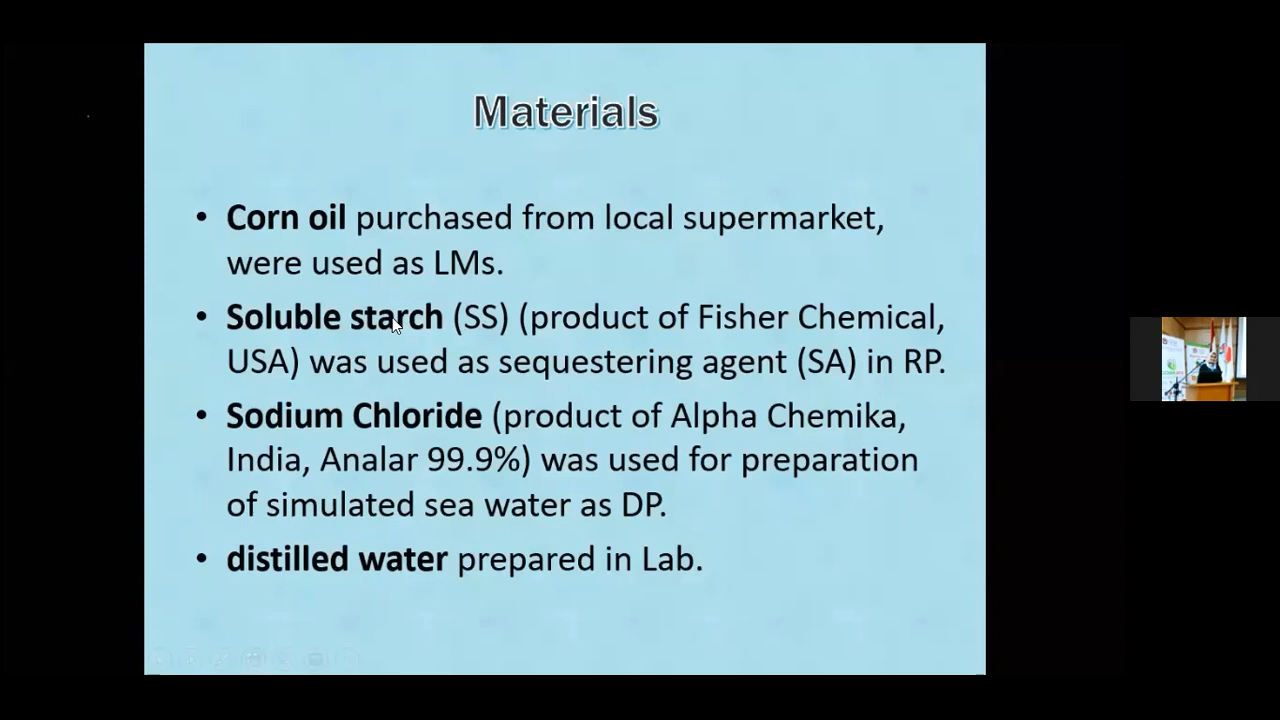 Materials
• Corn oil purchased from local supermarket,
were used as LMs.
• Soluble starch (SS) (product of Fisher Chemical,
USA) was used as sequestering agent (SA) in RP.
• Sodium Chloride (product of Alpha Chemika,
India, Analar 99.9%) was used for preparation
of simulated sea water as DP.
• distilled water prepared in Lab.